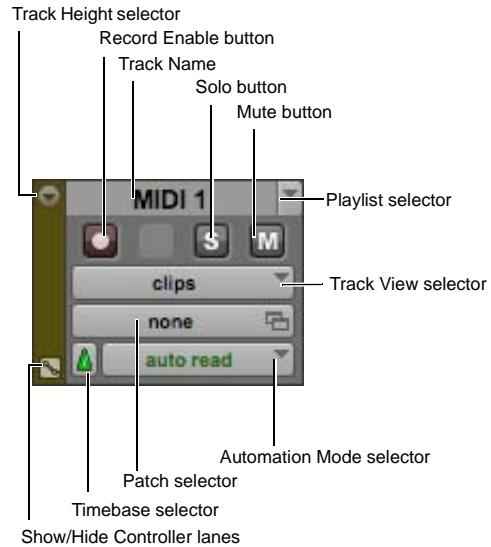 Track Height selector
Record Enable button
Track Name
Solo button
Mute button
MIDI 1
Playlist selector
S
M
clips
Track View selector
none
auto read
Automation Mode selector
Patch selector
Timebase selector
Show/Hide Controller lanes